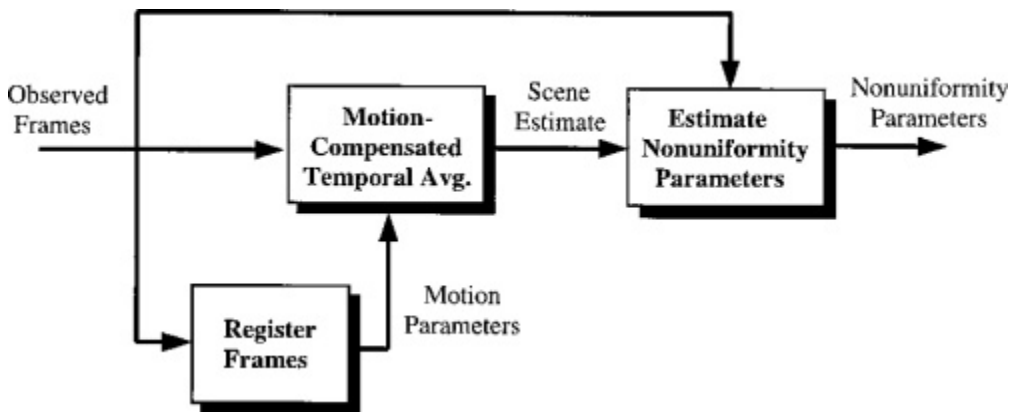 Observed
Frames
Motion-
Compensated
Temporal Avg.
Scene
Estimate
Estimate
Nonuniformity
Parameters
Nonuniformity
Parameters
Register
Frames
Motion
Parameters